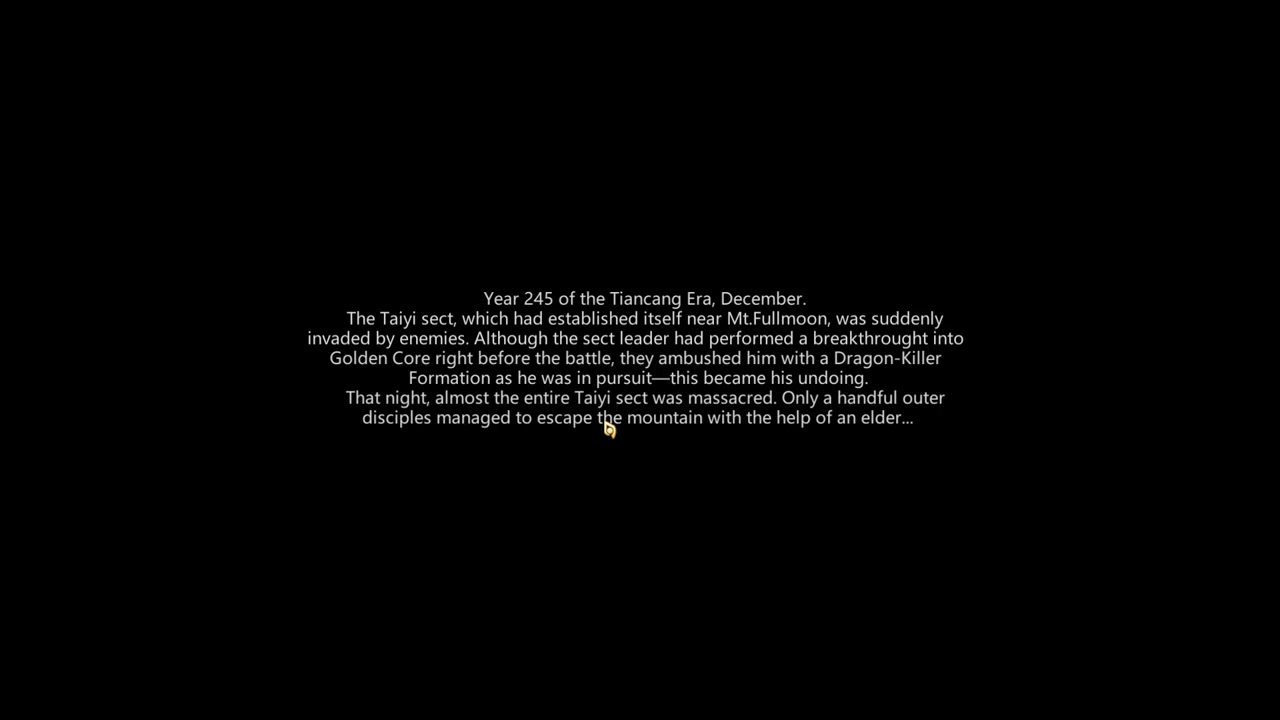 Year 245 of the Tiancang Era, December.
The Taiyi sect, which had established itself near Mt.Fullmoon, was suddenly
invaded by enemies. Although the sect leader had performed a breakthrought into
Golden Core right before the battle, they ambushed him with a Dragon-Killer
Formation as he was in pursuit—this became his undoing.
That night, almost the entire Taiyi sect was massacred. Only a handful outer
disciples managed to escape the mountain with the help of an elder...